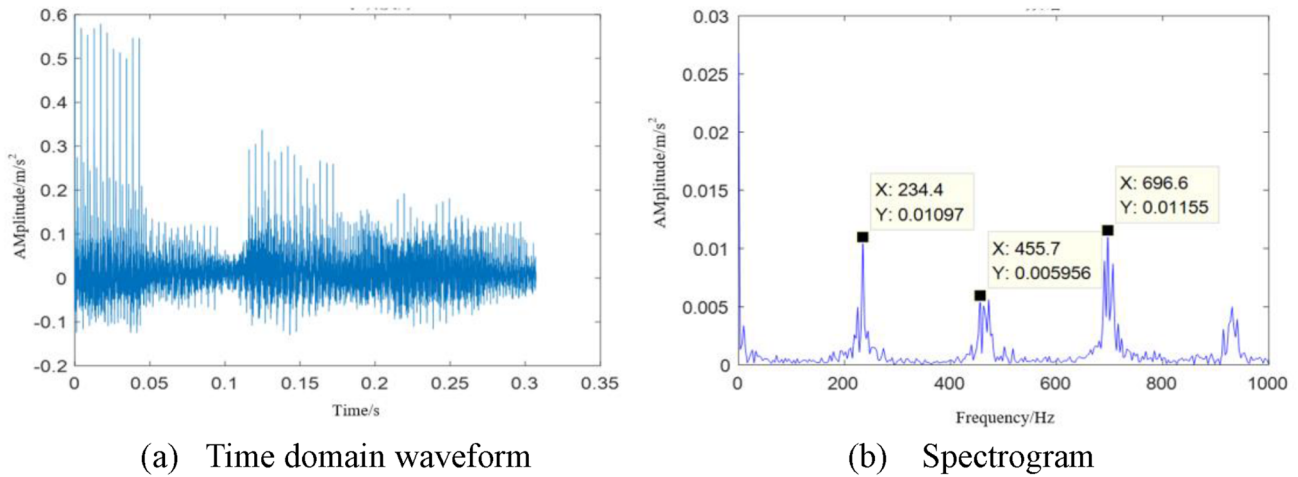 0.6
0.5
0.4
0.3
0.2
0.1
0
-0.1
-0.2
AMplitude/m/s²
0 0.05 0.1 0.15 0.2 0.25 0.3 0.35
Time/s
(a) Time domain waveform
0.03
0.025
0.02
0.015
0.01
0.005
0
AMplitude/m/s²
X: 234.4
Y: 0.01097
X: 455.7
Y: 0.005956
X: 696.6
Y: 0.01155
0 200 400 600 800 1000
Frequency/Hz
(b) Spectrogram